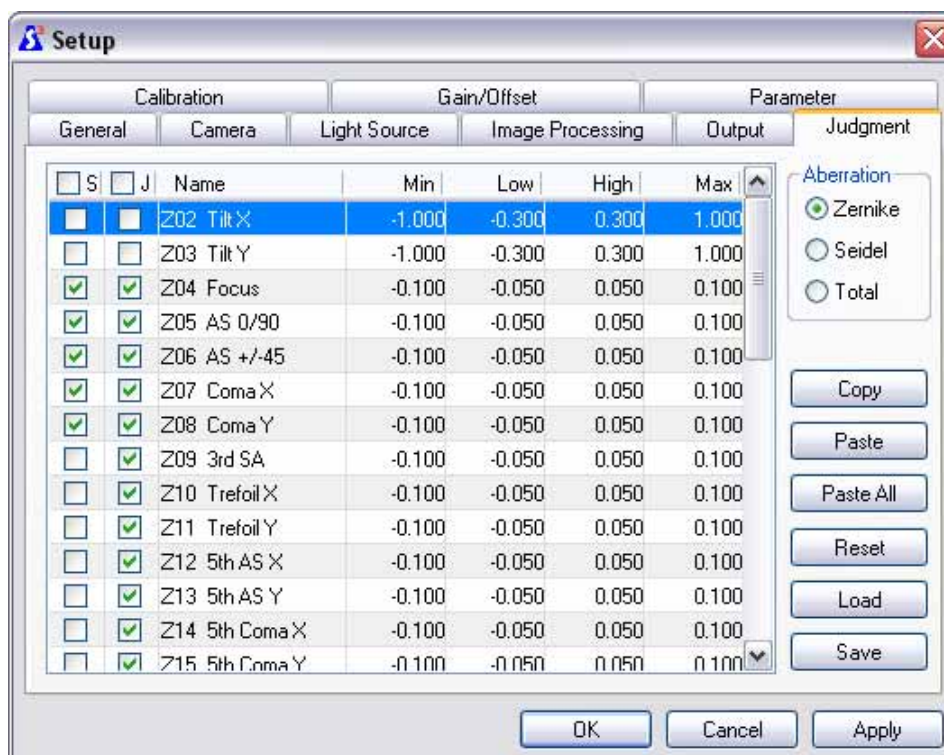 Setup
Calibration Gain/Offset Parameter
General Camera Light Source Image Processing Output Judgment
S J Name Min Low High Max
Z02 Tilt X -1.000 -0.300 0.300 1.000
Z03 Tilt Y -1.000 -0.300 0.300 1.000
Z04 Focus -0.100 -0.050 0.050 0.100
Z05 AS 0/90 -0.100 -0.050 0.050 0.100
Z06 AS +/-45 -0.100 -0.050 0.050 0.100
Z07 Coma X -0.100 -0.050 0.050 0.100
Z08 Coma Y -0.100 -0.050 0.050 0.100
Z09 3rd SA -0.100 -0.050 0.050 0.100
Z10 Trefoil X -0.100 -0.050 0.050 0.100
Z11 Trefoil Y -0.100 -0.050 0.050 0.100
Z12 5th AS X -0.100 -0.050 0.050 0.100
Z13 5th AS Y -0.100 -0.050 0.050 0.100
Z14 5th Coma X -0.100 -0.050 0.050 0.100
Z15 5th Coma Y -0.100 -0.050 0.050 0.100
Aberration
Zernike
Seidel
Total
Copy
Paste
Paste All
Reset
Load
Save
OK Cancel Apply